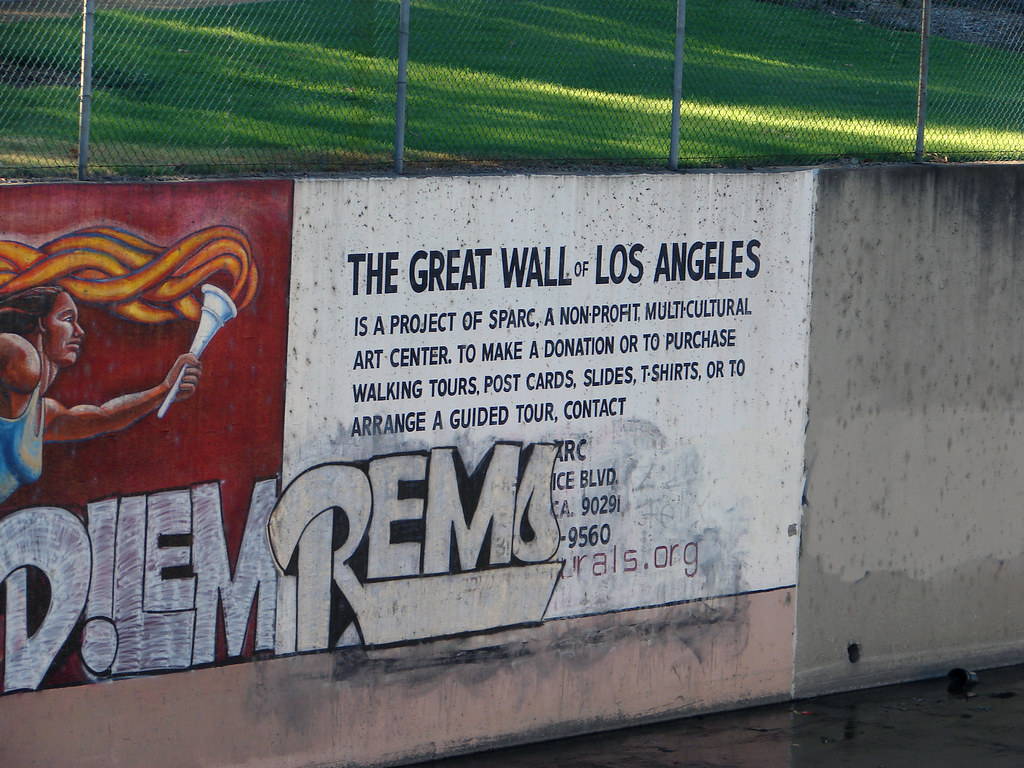 THE GREAT WALL OF LOS ANGELES
IS A PROJECT OF SPARC, A NON-PROFIT, MULTI-CULTURAL
ART CENTER. TO MAKE A DONATION OR TO PURCHASE
WALKING TOURS, POST CARDS, SLIDES, T-SHIRTS, OR TO
ARRANGE A GUIDED TOUR, CONTACT
ARC
ICE BLVD.
CA. 90291
-9560
urals.org
REMS